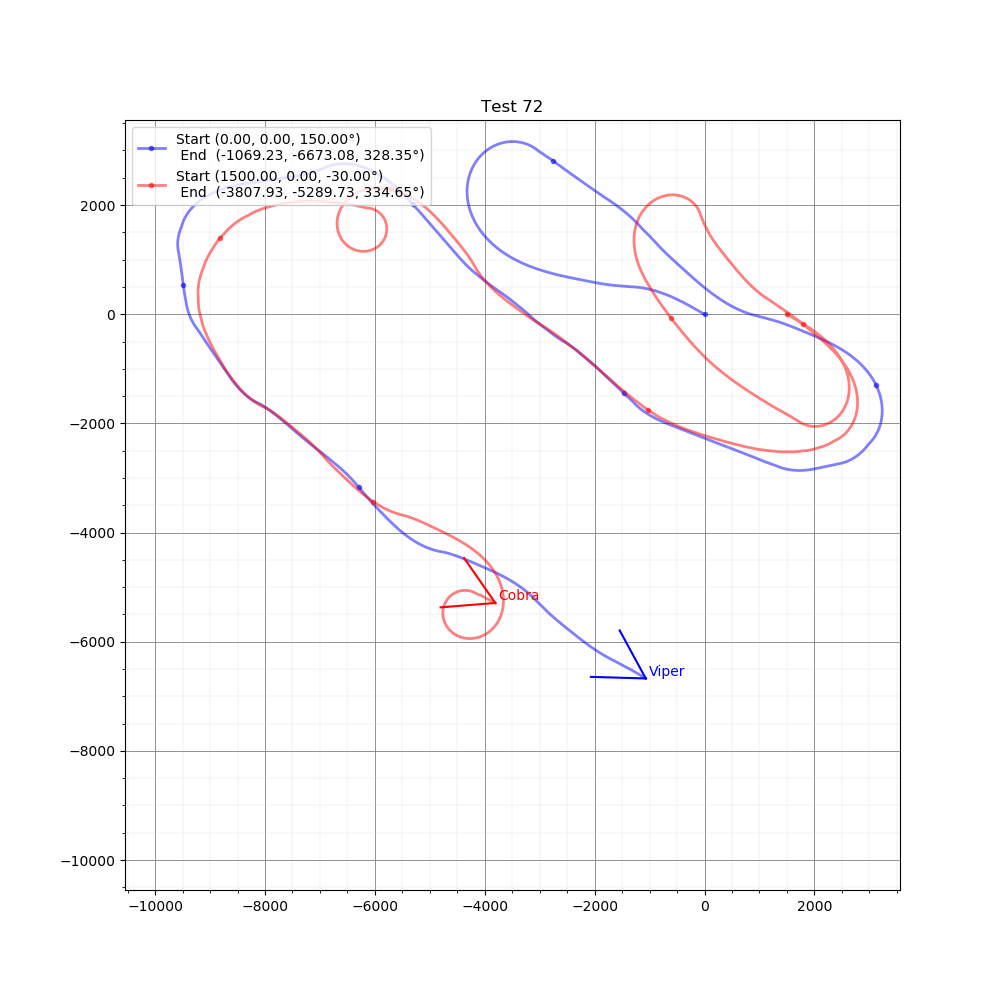 Test 72
Start (0.00, 0.00, 150.00°)
End (-1069.23, -6673.08, 328.35°)
Start (1500.00, 0.00, -30.00°)
End (-3807.93, -5289.73, 334.65°)
2000
0
−2000
−4000
−6000
−8000
−10000
Cobra
Viper
−10000 −8000 −6000 −4000 −2000 0 2000